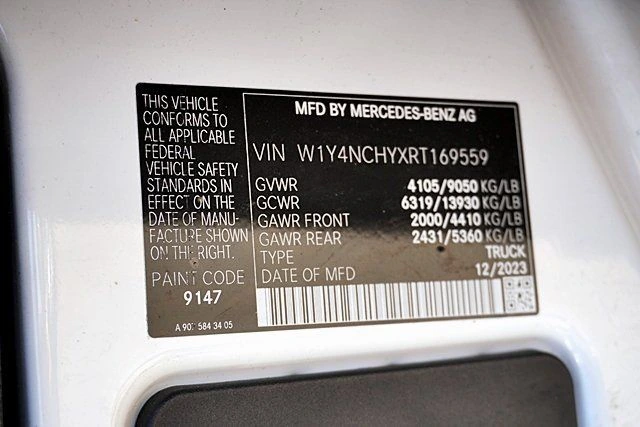 THIS VEHICLE
CONFORMS TO
ALL APPLICABLE
FEDERAL
VEHICLE SAFETY
STANDARDS IN
EFFECT ON THE
DATE OF MANU-
FACTURE SHOWN
ON THE RIGHT.
PAINT CODE
9147
A 907 584 34 05
MFD BY MERCEDES-BENZ AG
VIN W1Y4NCHYXRT169559
GVWR 4105/9050 KG/LB
GCWR 6319/13930 KG/LB
GAWR FRONT 2000/4410 KG/LB
GAWR REAR 2431/5360 KG/LB
TYPE TRUCK
DATE OF MFD 12/2023